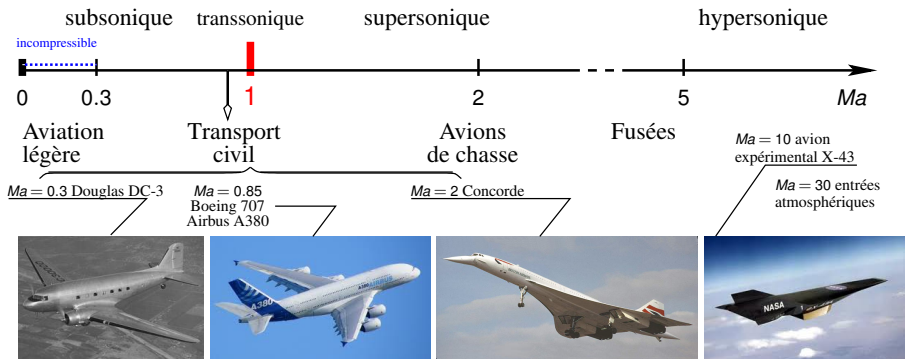 subsonique transsonique supersonique hypersonique
incompressible
0 0.3 1 2 5 Ma
Aviation légère
Transport civil
Avions de chasse
Fusées
Ma = 10 avion
expérimental X-43
Ma = 30 entrées
atmosphériques
Ma = 0.3 Douglas DC-3
Ma = 0.85
Boeing 707
Airbus A380
Ma = 2 Concorde
A380
AIRBUS
NASA